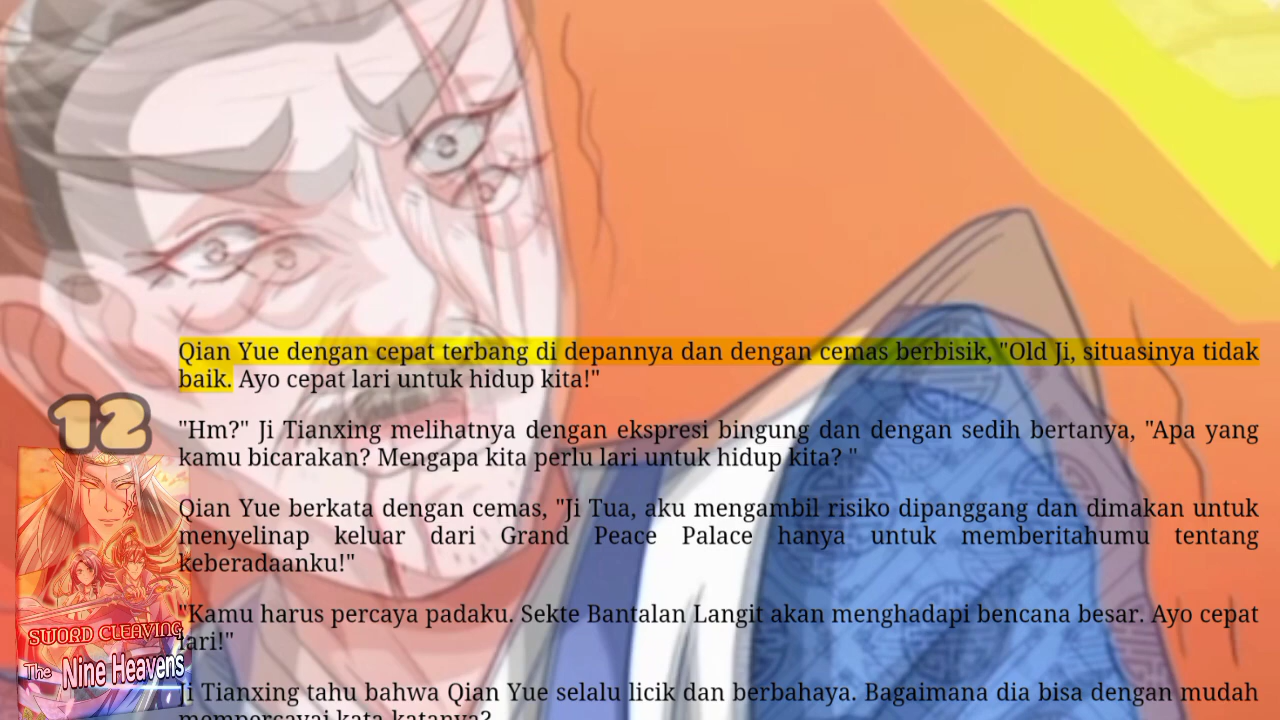 Qian Yue dengan cepat terbang di depannya dan dengan cemas berbisik, "Old Ji, situasinya tidak
baik. Ayo cepat lari untuk hidup kita!"
"Hm?" Ji Tianxing melihatnya dengan ekspresi bingung dan dengan sedih bertanya, "Apa yang
kamu bicarakan? Mengapa kita perlu lari untuk hidup kita? "
Qian Yue berkata dengan cemas, "Ji Tua, aku mengambil risiko dipanggang dan dimakan untuk
menyelinap keluar dari Grand Peace Palace hanya untuk memberitahumu tentang
keberadaanku!"
"Kamu harus percaya padaku. Sekte Bantalan Langit akan menghadapi bencana besar. Ayo cepat
lari!"
Ji Tianxing tahu bahwa Qian Yue selalu licik dan berbahaya. Bagaimana dia bisa dengan mudah
mempercayai kata-katanya?
12
SWORD CLEAVING
The Nine Heavens